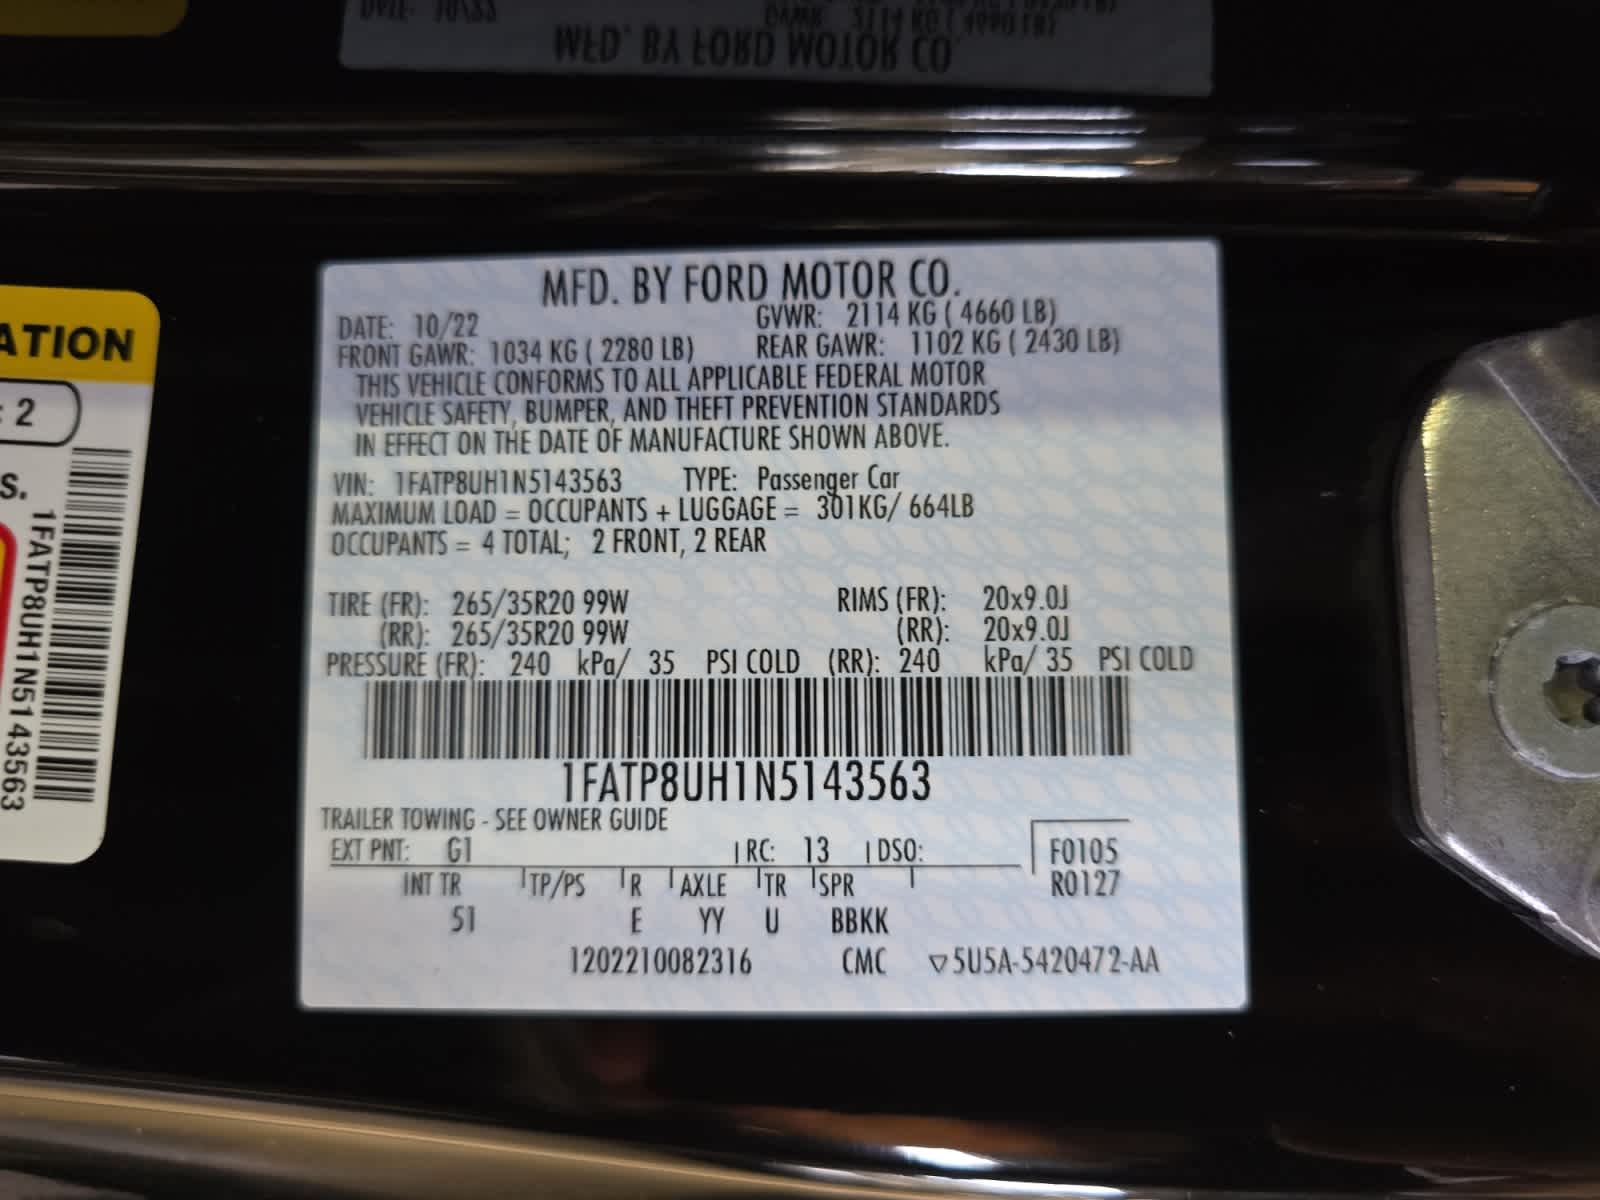 MFD. BY FORD MOTOR CO.
MFD. BY FORD MOTOR CO.
DATE: 10/22
GVWR: 2114 KG ( 4660 LB)
FRONT GAWR: 1034 KG ( 2280 LB)
REAR GAWR: 1102 KG ( 2430 LB)
THIS VEHICLE CONFORMS TO ALL APPLICABLE FEDERAL MOTOR
VEHICLE SAFETY, BUMPER, AND THEFT PREVENTION STANDARDS
IN EFFECT ON THE DATE OF MANUFACTURE SHOWN ABOVE.
VIN: 1FATP8UH1N5143563 TYPE: Passenger Car
MAXIMUM LOAD = OCCUPANTS + LUGGAGE = 301KG/ 664LB
OCCUPANTS = 4 TOTAL; 2 FRONT, 2 REAR
TIRE (FR): 265/35R20 99W RIMS (FR): 20x9.0J
(RR): 265/35R20 99W (RR): 20x9.0J
PRESSURE (FR): 240 kPa/ 35 PSI COLD (RR): 240 kPa/ 35 PSI COLD
1FATP8UH1N5143563
TRAILER TOWING - SEE OWNER GUIDE
EXT PNT: G1 RC: 13 DSO: F0105
INT TR TP/PS R AXLE TR SPR R0127
51 E YY U BBKK
1202210082316 CMC ▽5U5A-5420472-AA
ATION
: 2
S.
1FATP8UH1N5143563